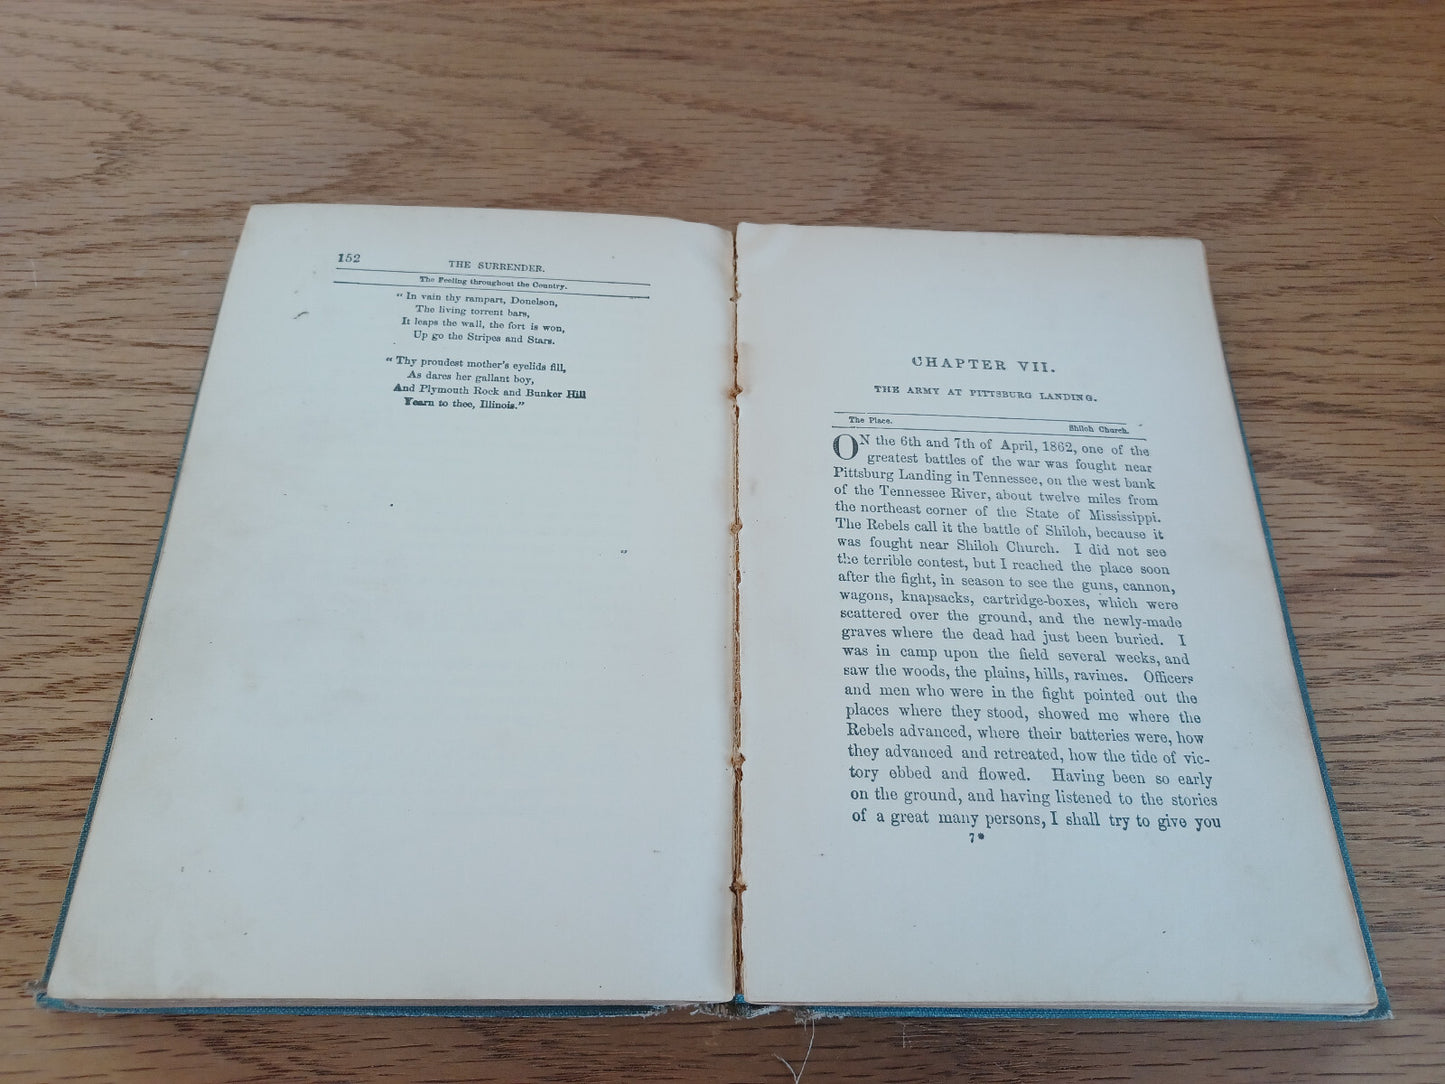 152
THE SURRENDER.
The Feeling throughout the Country.
“ In vain thy rampart, Donelson,
The living torrent bars,
It leaps the wall, the fort is won,
Up go the Stripes and Stars.
“ Thy proudest mother's eyelids fill,
As dares her gallant boy,
And Plymouth Rock and Bunker Hill
Yearn to thee, Illinois.”
CHAPTER VII.
THE ARMY AT PITTSBURG LANDING.
The Place. Shiloh Church.
ON the 6th and 7th of April, 1862, one of the
greatest battles of the war was fought near
Pittsburg Landing in Tennessee, on the west bank
of the Tennessee River, about twelve miles from
the northeast corner of the State of Mississippi.
The Rebels call it the battle of Shiloh, because it
was fought near Shiloh Church. I did not see
the terrible contest, but I reached the place soon
after the fight, in season to see the guns, cannon,
wagons, knapsacks, cartridge-boxes, which were
scattered over the ground, and the newly-made
graves where the dead had just been buried. I
was in camp upon the field several weeks, and
saw the woods, the plains, hills, ravines. Officers
and men who were in the fight pointed out the
places where they stood, showed me where the
Rebels advanced, where their batteries were, how
they advanced and retreated, how the tide of vic-
tory ebbed and flowed. Having been so early
on the ground, and having listened to the stories
of a great many persons, I shall try to give you
7*